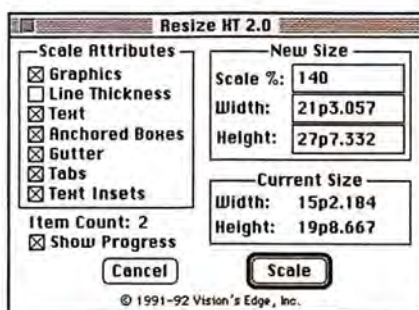 Resize XT 2.0
Scale Attributes
Graphics
Line Thickness
Text
Anchored Boxes
Gutter
Tabs
Text Insets
Item Count: 2
Show Progress
New Size
Scale %: 140
Width: 21p3.057
Height: 27p7.332
Current Size
Width: 15p2.184
Height: 19p8.667
Cancel
Scale
© 1991-92 Vision's Edge, Inc.